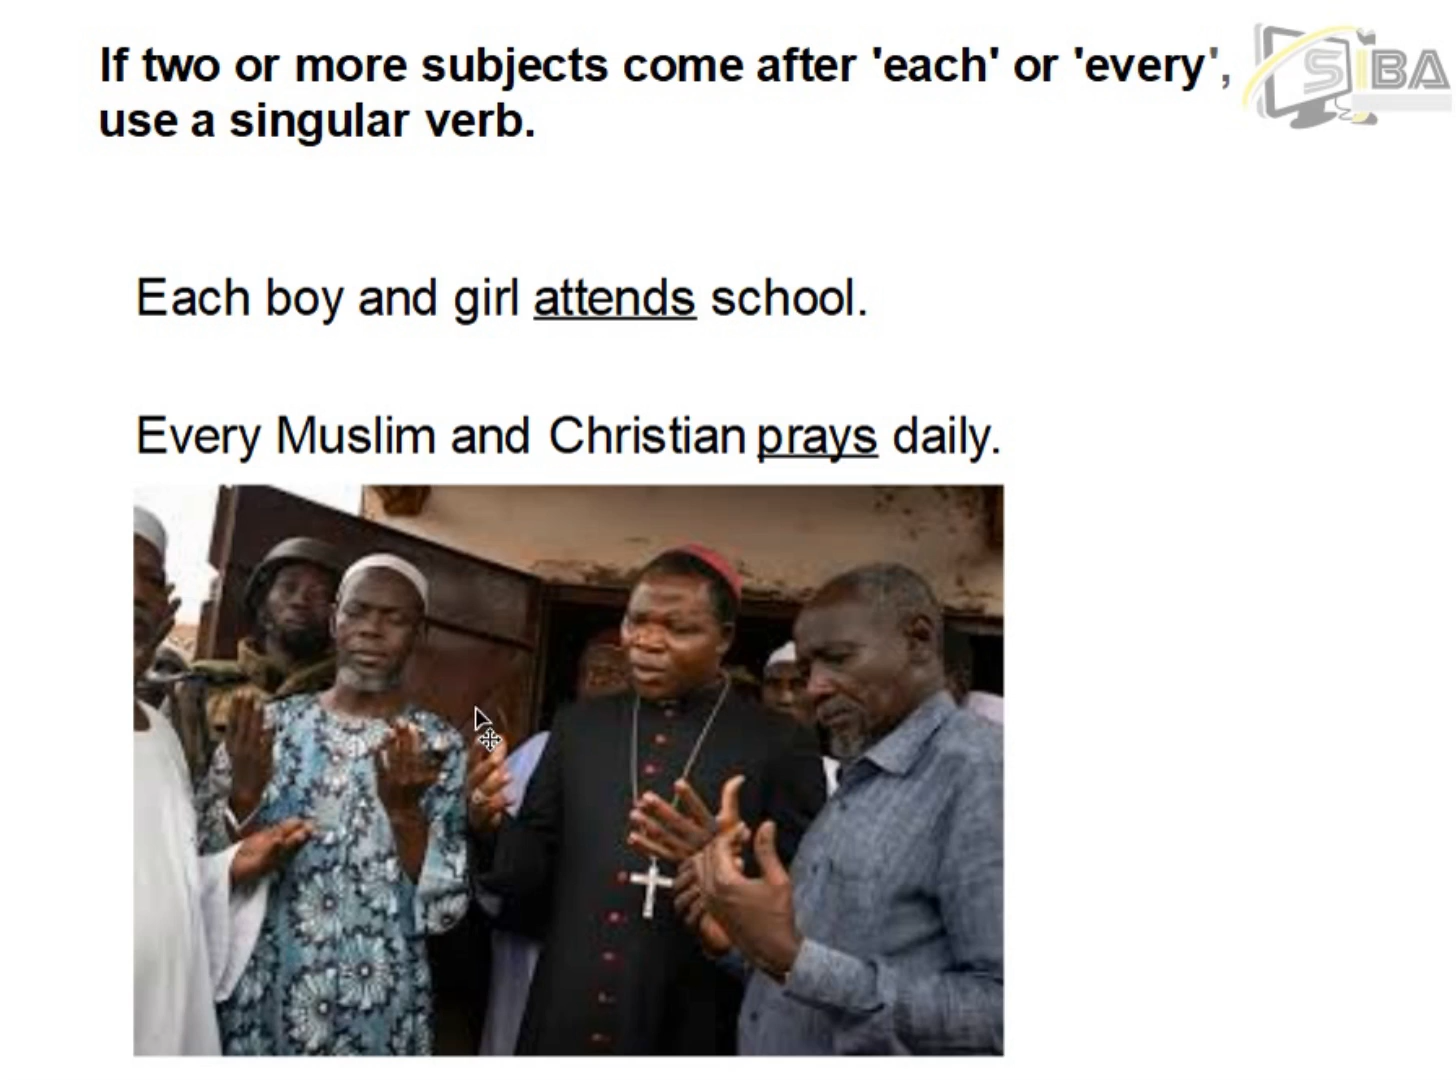 If two or more subjects come after 'each' or 'every',
use a singular verb.
SiBA
Each boy and girl attends school.
Every Muslim and Christian prays daily.